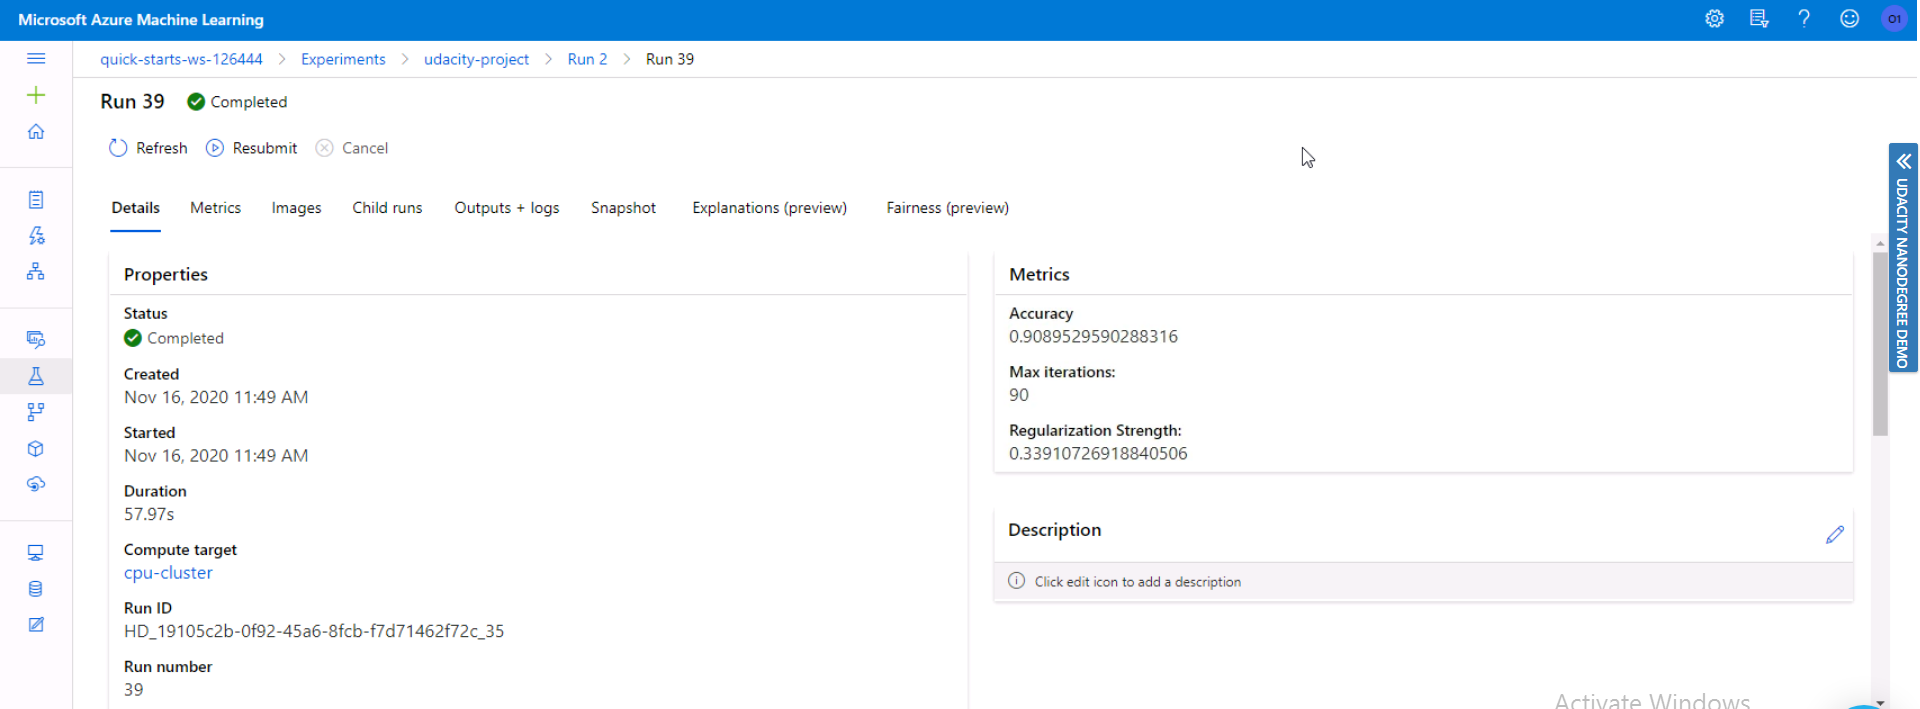 Microsoft Azure Machine Learning
01
quick-starts-ws-126444 > Experiments > udacity-project > Run 2 > Run 39
Run 39 Completed
Refresh Resubmit Cancel
Details Metrics Images Child runs Outputs + logs Snapshot Explanations (preview) Fairness (preview)
Properties
Status
Completed
Created
Nov 16, 2020 11:49 AM
Started
Nov 16, 2020 11:49 AM
Duration
57.97s
Compute target
cpu-cluster
Run ID
HD_19105c2b-0f92-45a6-8fcb-f7d71462f72c_35
Run number
39
Metrics
Accuracy
0.9089529590288316
Max iterations:
90
Regularization Strength:
0.33910726918840506
Description
Click edit icon to add a description
UDACITY NANODEGREE DEMO
Activate Windows